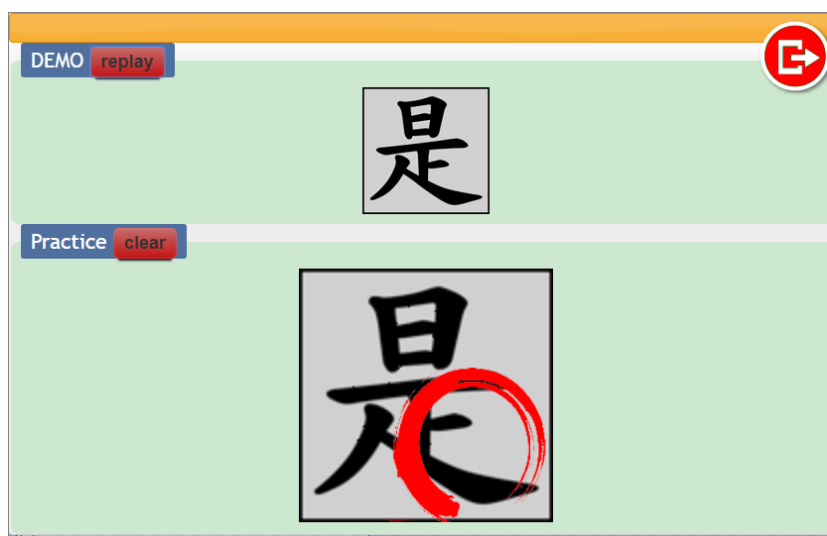 DEMO replay
是
Practice clear
是